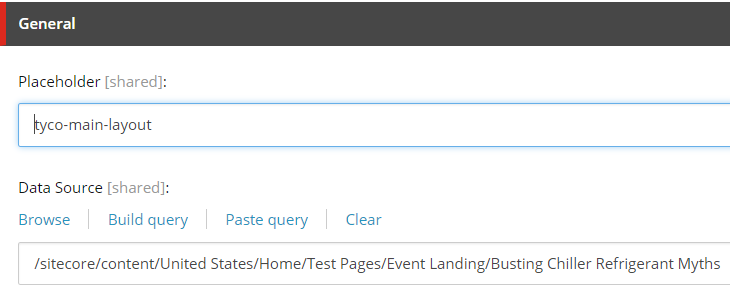 General
Placeholder [shared]:
tyco-main-layout
Data Source [shared]:
Browse Build query Paste query Clear
/sitecore/content/United States/Home/Test Pages/Event Landing/Busting Chiller Refrigerant Myths